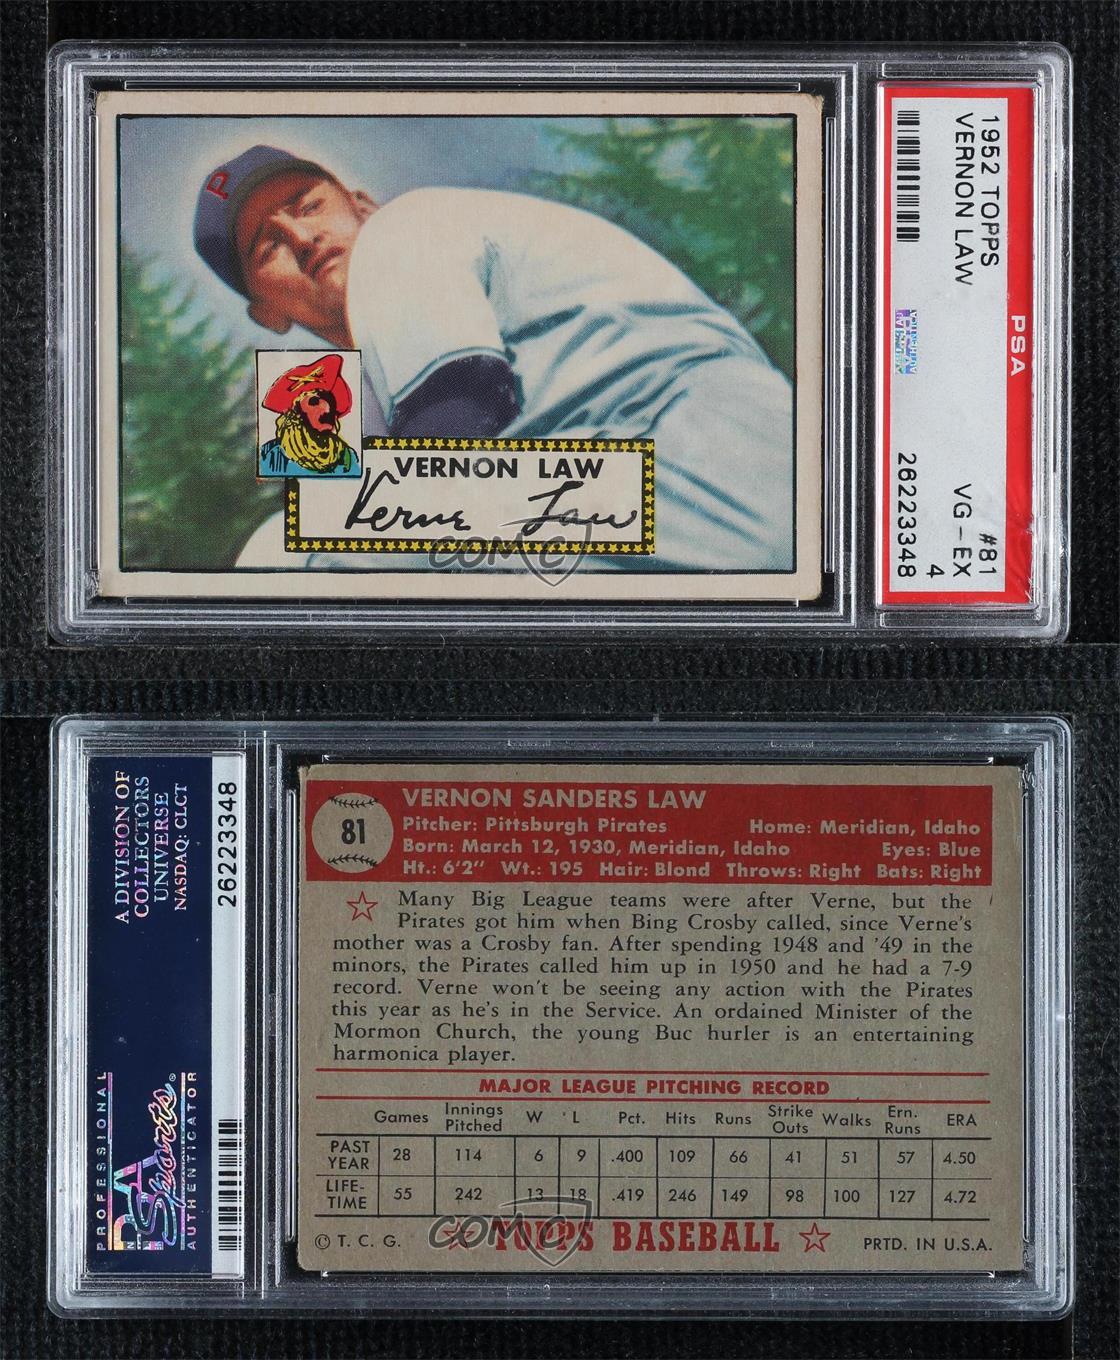 1952 TOPPS
VERNON LAW
#81
VG-EX
4
26223348
PSA
P
VERNON LAW
Verne Law
COMC
A DIVISION OF
COLLECTORS
UNIVERSE
NASDAQ: CLCT
26223348
PROFESSIONAL
PSA
Sports®
AUTHENTICATOR
81
VERNON SANDERS LAW
Pitcher: Pittsburgh Pirates Home: Meridian, Idaho
Born: March 12, 1930, Meridian, Idaho Eyes: Blue
Ht.: 6'2" Wt.: 195 Hair: Blond Throws: Right Bats: Right
Many Big League teams were after Verne, but the
Pirates got him when Bing Crosby called, since Verne's
mother was a Crosby fan. After spending 1948 and '49 in the
minors, the Pirates called him up in 1950 and he had a 7-9
record. Verne won't be seeing any action with the Pirates
this year as he's in the Service. An ordained Minister of the
Mormon Church, the young Buc hurler is an entertaining
harmonica player.
MAJOR LEAGUE PITCHING RECORD
Games Innings Pitched W L Pct. Hits Runs Strike Outs Walks Ern. Runs ERA
PAST YEAR 28 114 6 9 .400 109 66 41 51 57 4.50
LIFE-TIME 55 242 13 18 .419 246 149 98 100 127 4.72
© T. C. G. TOPPS BASEBALL PRTD. IN U.S.A.
COMC